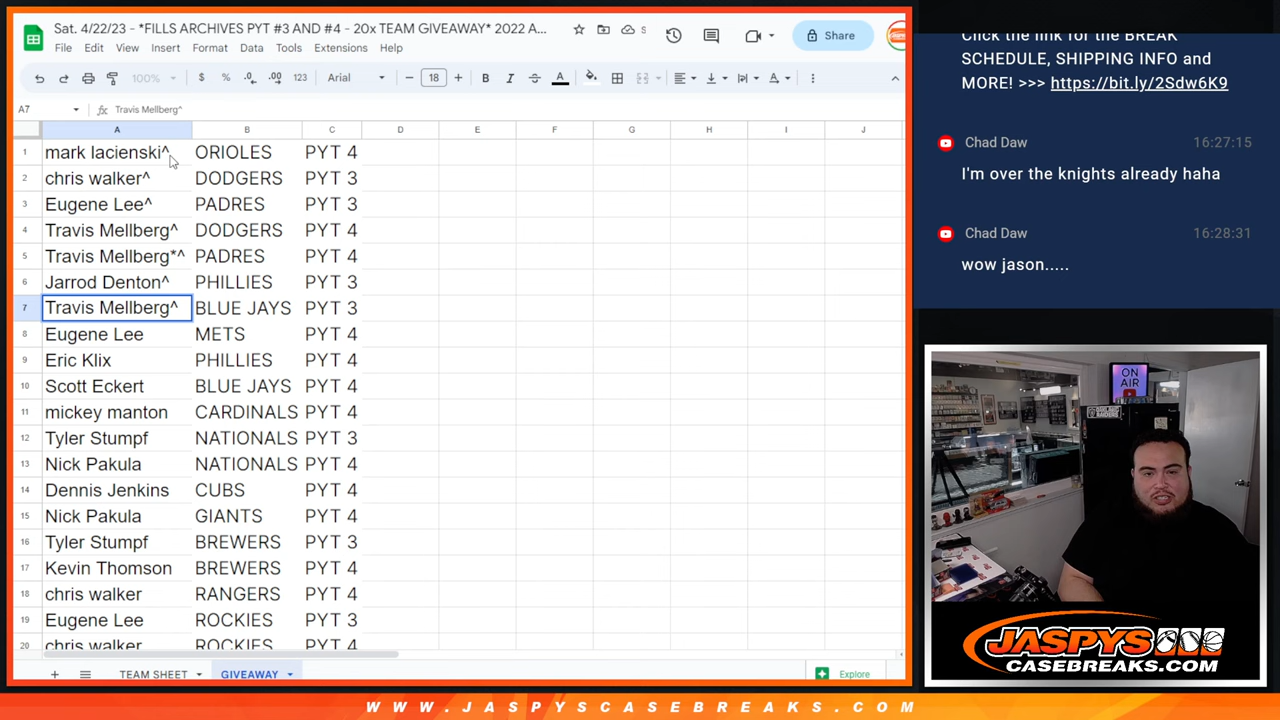 Sat. 4/22/23 - *FILLS ARCHIVES PYT #3 AND #4 - 20x TEAM GIVEAWAY* 2022 A...
File Edit View Insert Format Data Tools Extensions Help
Share
100% $ % .0 .00 123 Arial - 18 + B I S A
A7 fx Travis Mellberg^
A B C D E F G H I J
1 mark lacienski^ ORIOLES PYT 4
2 chris walker^ DODGERS PYT 3
3 Eugene Lee^ PADRES PYT 3
4 Travis Mellberg^ DODGERS PYT 4
5 Travis Mellberg*^ PADRES PYT 4
6 Jarrod Denton^ PHILLIES PYT 3
7 Travis Mellberg^ BLUE JAYS PYT 3
8 Eugene Lee METS PYT 4
9 Eric Klix PHILLIES PYT 4
10 Scott Eckert BLUE JAYS PYT 4
11 mickey manton CARDINALS PYT 4
12 Tyler Stumpf NATIONALS PYT 3
13 Nick Pakula NATIONALS PYT 4
14 Dennis Jenkins CUBS PYT 4
15 Nick Pakula GIANTS PYT 4
16 Tyler Stumpf BREWERS PYT 3
17 Kevin Thomson BREWERS PYT 4
18 chris walker RANGERS PYT 4
19 Eugene Lee ROCKIES PYT 3
20 chris walker ROCKIES PYT 4
+ TEAM SHEET GIVEAWAY Explore
Click the link for the BREAK
SCHEDULE, SHIPPING INFO and
MORE! >>> https://bit.ly/2Sdw6K9
Chad Daw 16:27:15
I'm over the knights already haha
Chad Daw 16:28:31
wow jason.....
ON
AIR
JASPYS
CASEBREAKS.COM
WWW.JASPYSCASEBREAKS.COM